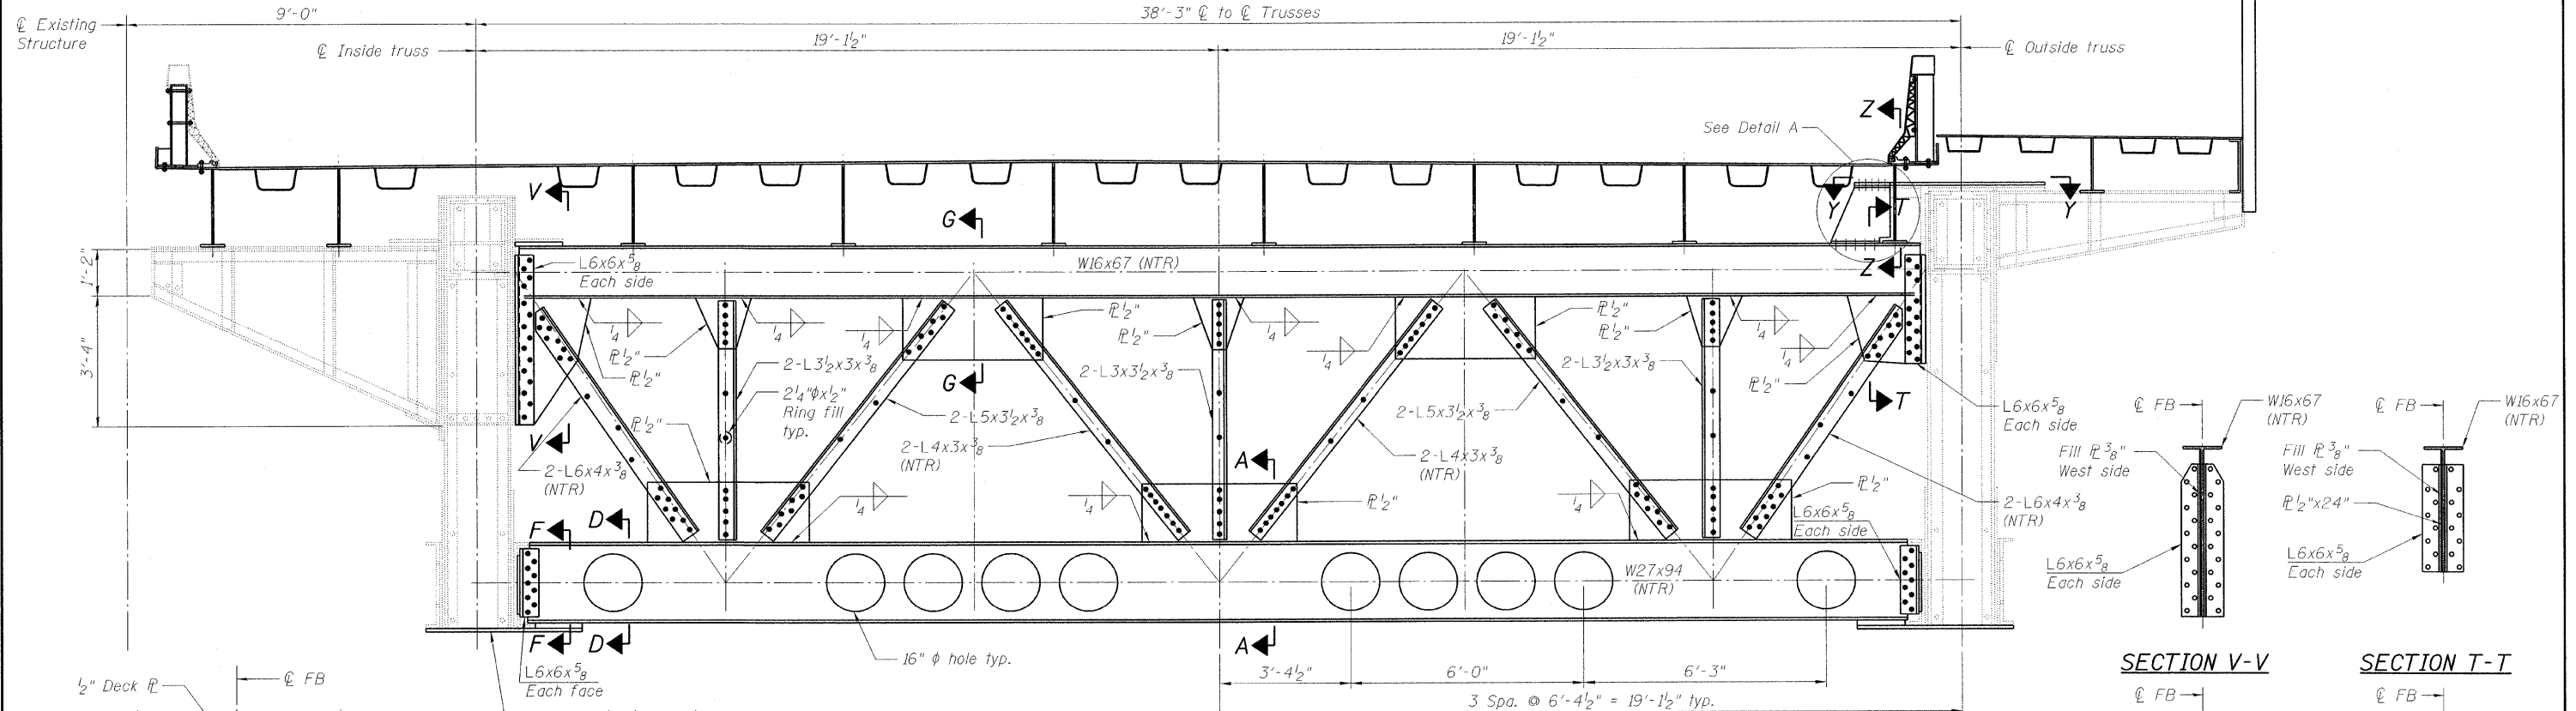 9'-0"
38'-3" ℄ to ℄ Trusses
℄ Existing
Structure
℄ Inside truss
19'-1½"
19'-1½"
℄ Outside truss
Z
See Detail A
V
G
Y
T
Y
1'-2"
3'-4"
L6x6x⅝
Each side
W16x67 (NTR)
Z
¼
¼
¼
¼
¼
¼
¼
℄ FB
W16x67
(NTR)
℄ FB
W16x67
(NTR)
⅊ ½"
⅊ ½"
⅊ ½"
⅊ ½"
⅊ ½"
⅊ ½"
⅊ ½"
⅊ ½"
2-L3½x3x⅜
2-L3x3½x⅜
2-L3½x3x⅜
2¼"ϕx½"
Ring fill
typ.
G
T
L6x6x⅝
Each side
2-L5x3½x⅜
2-L5x3½x⅜
2-L4x3x⅜
(NTR)
2-L4x3x⅜
(NTR)
V
2-L6x4x⅜
(NTR)
A
Fill ⅊ ⅜"
West side
Fill ⅊ ⅜"
West side
⅊ ½"x24"
⅊ ½"
⅊ ½"
2-L6x4x⅜
(NTR)
¼
¼
¼
L6x6x⅝
Each side
F
D
L6x6x⅝
Each side
L6x6x⅝
Each side
W27x94
(NTR)
F
D
A
16" ϕ hole typ.
L6x6x⅝
Each face
3'-4½"
6'-0"
6'-3"
3 Spa. @ 6'-4½" = 19'-1½" typ.
SECTION V-V
SECTION T-T
½" Deck ⅊
℄ FB
℄ FB
℄ FB